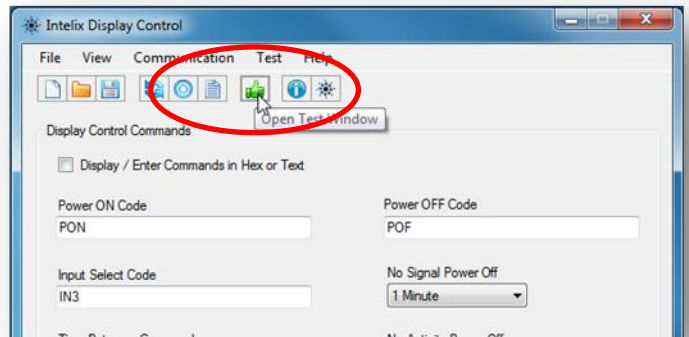 Intelix Display Control
File View Communication Test Help
Open Test Window
Display Control Commands
Display / Enter Commands in Hex or Text
Power ON Code Power OFF Code
PON POF
Input Select Code No Signal Power Off
IN3 1 Minute